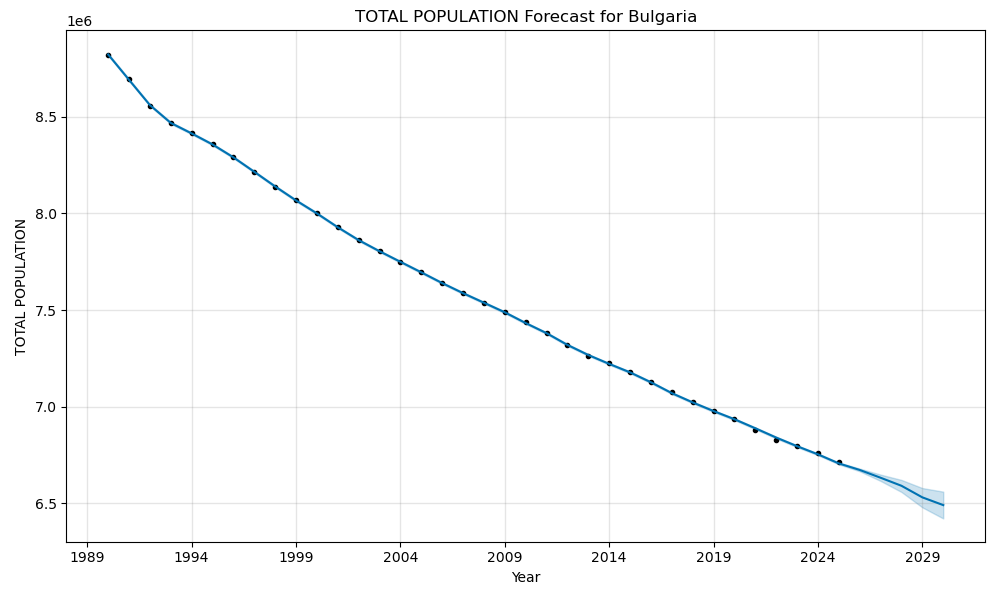 TOTAL POPULATION Forecast for Bulgaria
1e6
8.5
8.0
7.5
7.0
6.5
TOTAL POPULATION
1989 1994 1999 2004 2009 2014 2019 2024 2029
Year